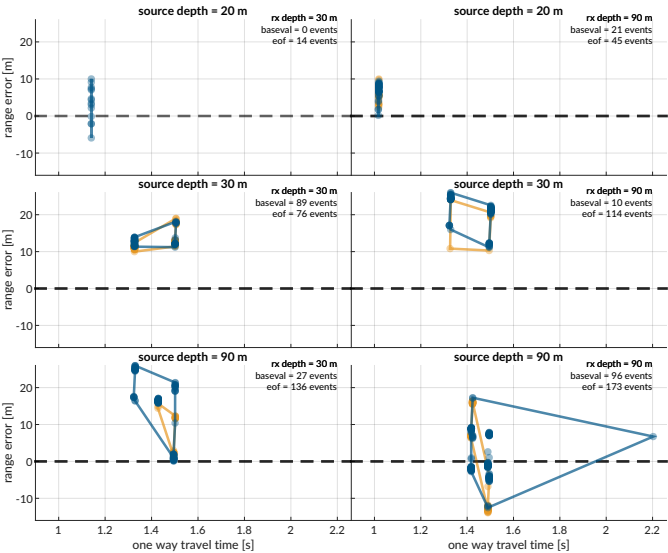 source depth = 20 m
rx depth = 30 m
baseval = 0 events
eof = 14 events
range error [m]
20
10
0
-10
source depth = 20 m
rx depth = 90 m
baseval = 21 events
eof = 45 events
source depth = 30 m
rx depth = 30 m
baseval = 89 events
eof = 76 events
range error [m]
20
10
0
-10
source depth = 30 m
rx depth = 90 m
baseval = 10 events
eof = 114 events
source depth = 90 m
rx depth = 30 m
baseval = 27 events
eof = 136 events
range error [m]
20
10
0
-10
1 1.2 1.4 1.6 1.8 2 2.2
one way travel time [s]
source depth = 90 m
rx depth = 90 m
baseval = 96 events
eof = 173 events
1 1.2 1.4 1.6 1.8 2 2.2
one way travel time [s]